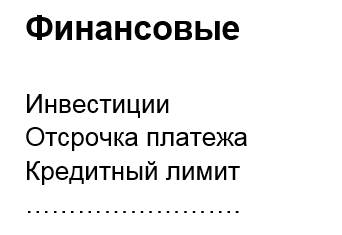 Финансовые
Инвестиции
Отсрочка платежа
Кредитный лимит
.........................